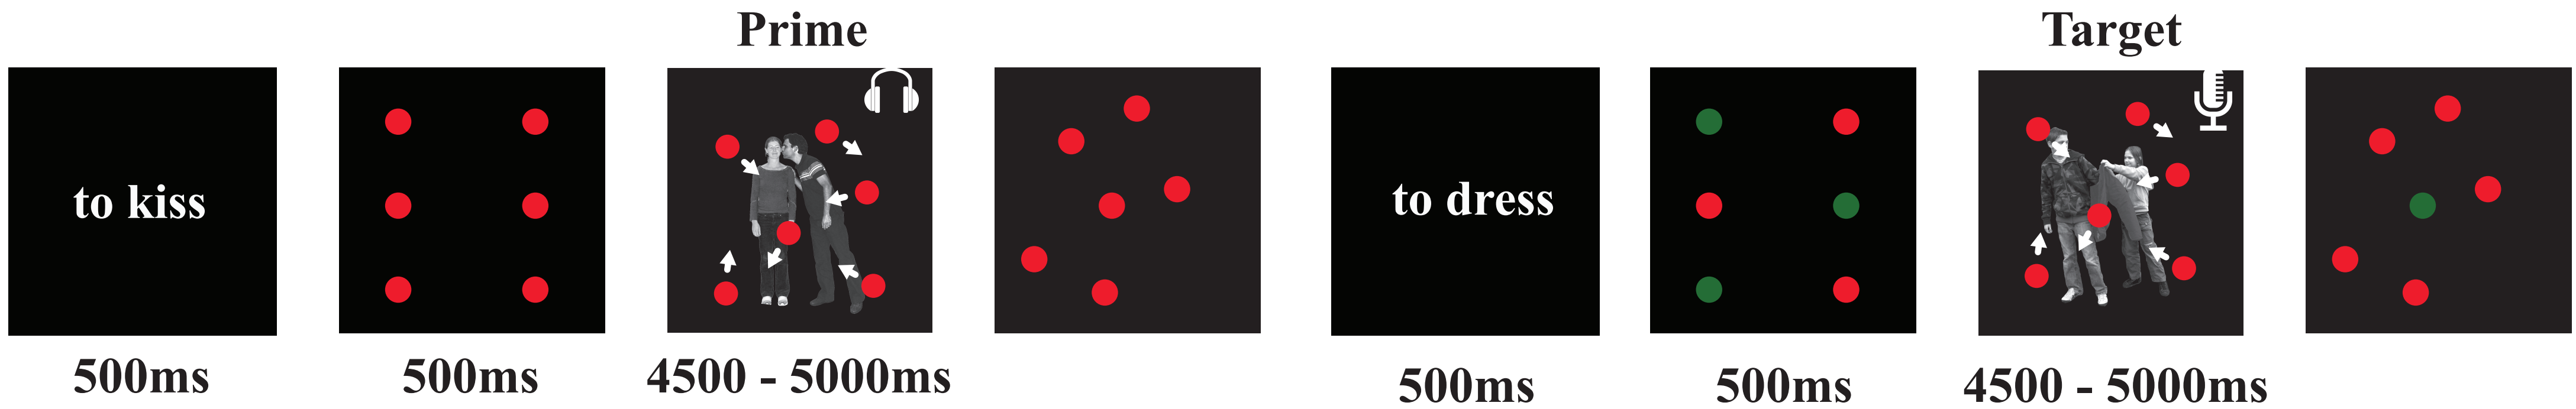 Prime
Target
to kiss
to dress
500ms
500ms
4500 - 5000ms
500ms
500ms
4500 - 5000ms